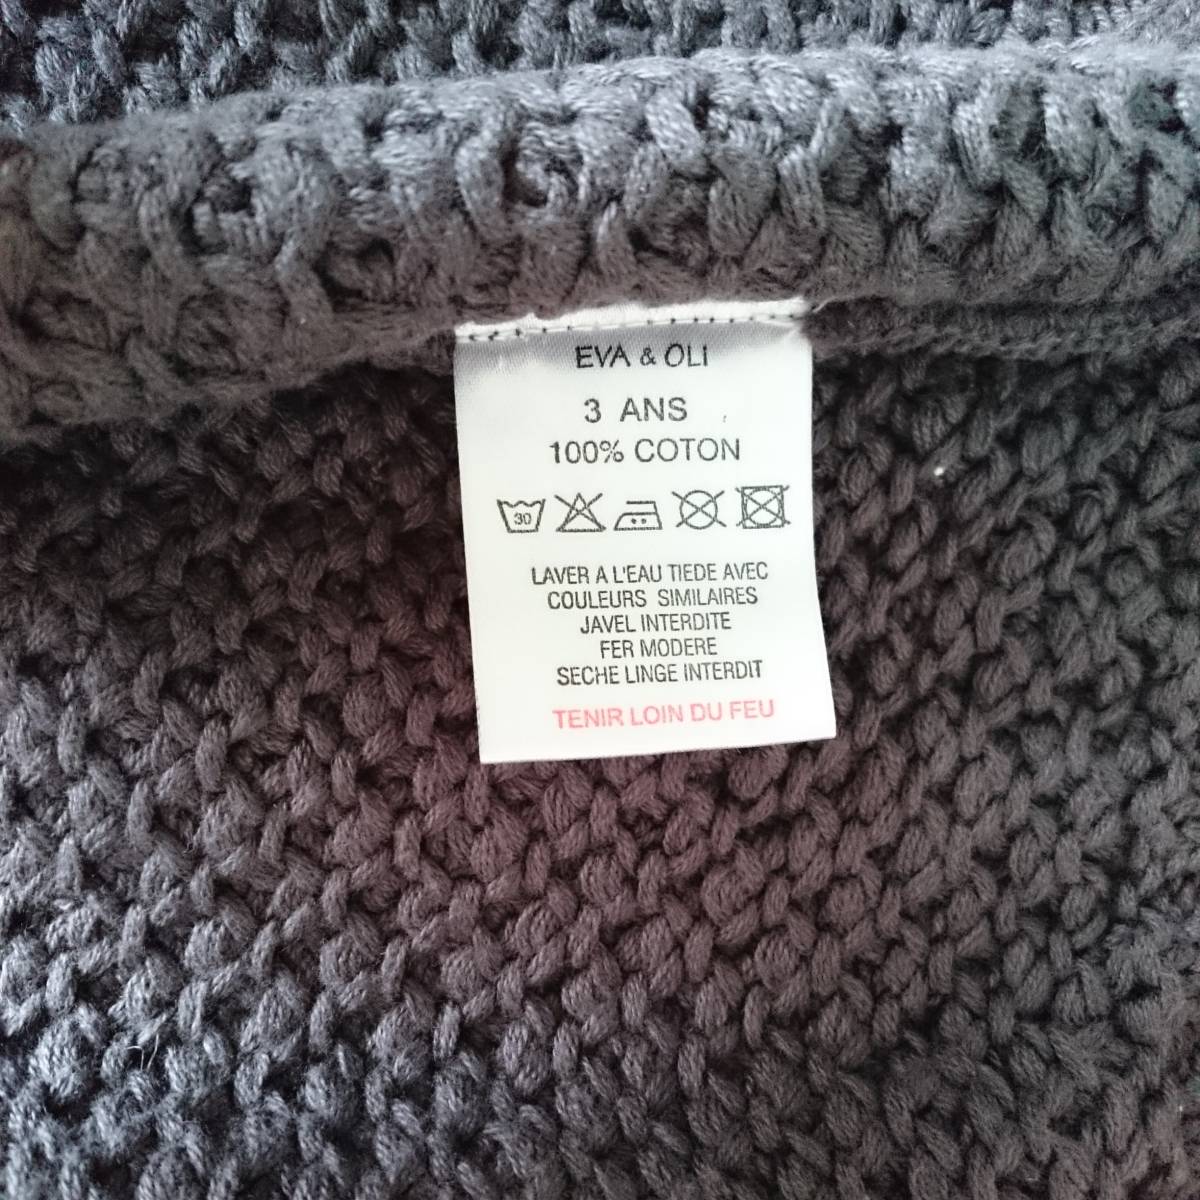 EVA & OLI
3 ANS
100% COTON
30
LAVER A L'EAU TIEDE AVEC
COULEURS SIMILAIRES
JAVEL INTERDITE
FER MODERE
SECHE LINGE INTERDIT
TENIR LOIN DU FEU